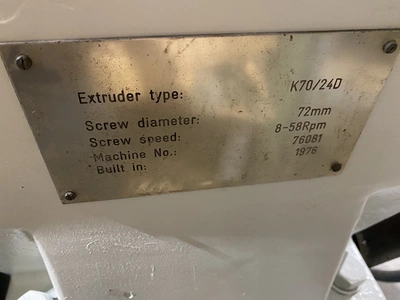 Extruder type: K70/24D
Screw diameter: 72mm
Screw speed: 8-58Rpm
Machine No.: 76081
Built in: 1976